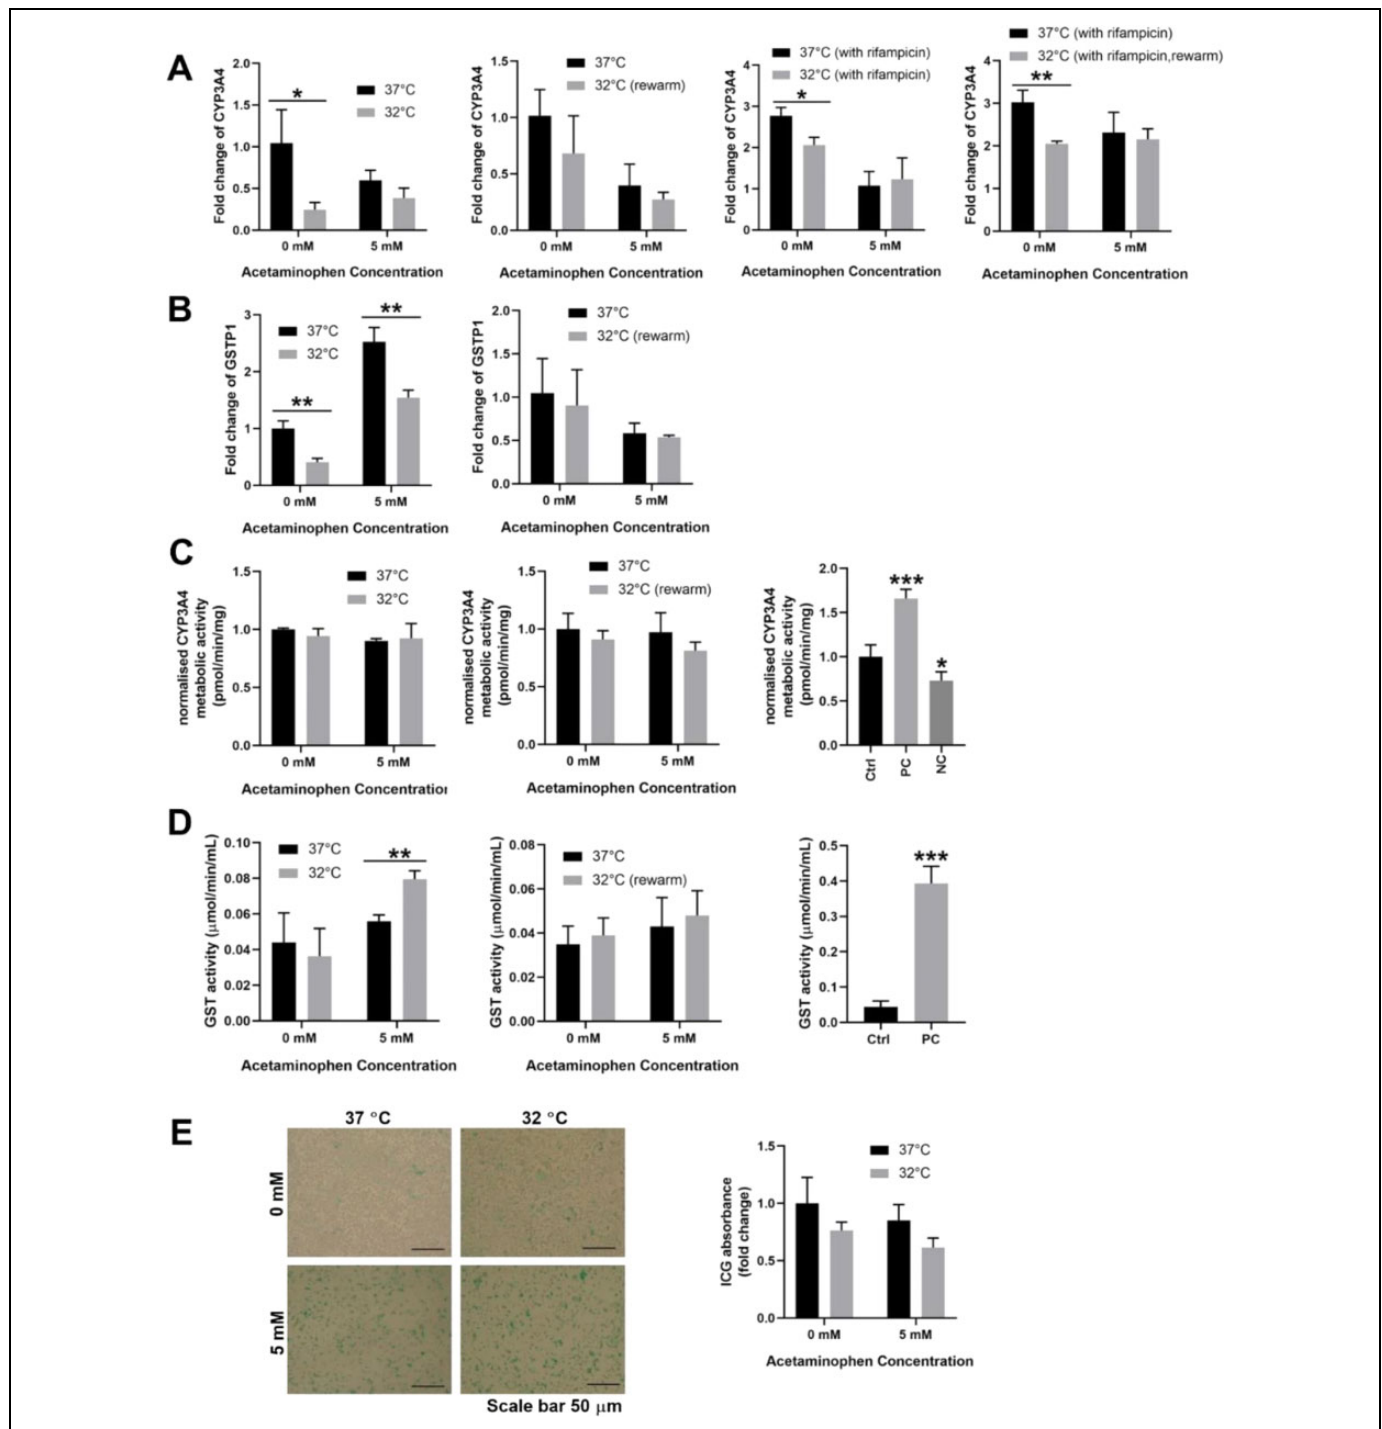 A
Fold change of CYP3A4
2.0
1.5
1.0
0.5
0.0
*
37°C
32°C
0 mM
5 mM
Acetaminophen Concentration
Fold change of CYP3A4
1.5
1.0
0.5
0.0
37°C
32°C (rewarm)
0 mM
5 mM
Acetaminophen Concentration
Fold change of CYP3A4
4
3
2
1
0
37°C (with rifampicin)
32°C (with rifampicin)
*
0 mM
5 mM
Acetaminophen Concentration
Fold change of CYP3A4
4
3
2
1
0
37°C (with rifampicin)
32°C (with rifampicin,rewarm)
**
0 mM
5 mM
Acetaminophen Concentration
B
Fold change of GSTP1
3
2
1
0
37°C
32°C
**
**
0 mM
5 mM
Acetaminophen Concentration
Fold change of GSTP1
2.0
1.5
1.0
0.5
0.0
37°C
32°C (rewarm)
0 mM
5 mM
Acetaminophen Concentration
C
normalised CYP3A4
metabolic activity
(pmol/min/mg)
1.5
1.0
0.5
0.0
37°C
32°C
0 mM
5 mM
Acetaminophen Concentration
normalised CYP3A4
metabolic activity
(pmol/min/mg)
1.5
1.0
0.5
0.0
37°C
32°C (rewarm)
0 mM
5 mM
Acetaminophen Concentration
normalised CYP3A4
metabolic activity
(pmol/min/mg)
2.0
1.5
1.0
0.5
0.0
***
*
Ctrl
PC
NC
D
GST activity (μmol/min/mL)
0.10
0.08
0.06
0.04
0.02
0.00
37°C
32°C
**
0 mM
5 mM
Acetaminophen Concentration
GST activity (μmol/min/mL)
0.08
0.06
0.04
0.02
0.00
37°C
32°C (rewarm)
0 mM
5 mM
Acetaminophen Concentration
GST activity (μmol/min/mL)
0.5
0.4
0.3
0.2
0.1
0.0
***
Ctrl
PC
E
37 °C
32 °C
0 mM
5 mM
Scale bar 50 μm
ICG absorbance
(fold change)
1.5
1.0
0.5
0.0
37°C
32°C
0 mM
5 mM
Acetaminophen Concentration